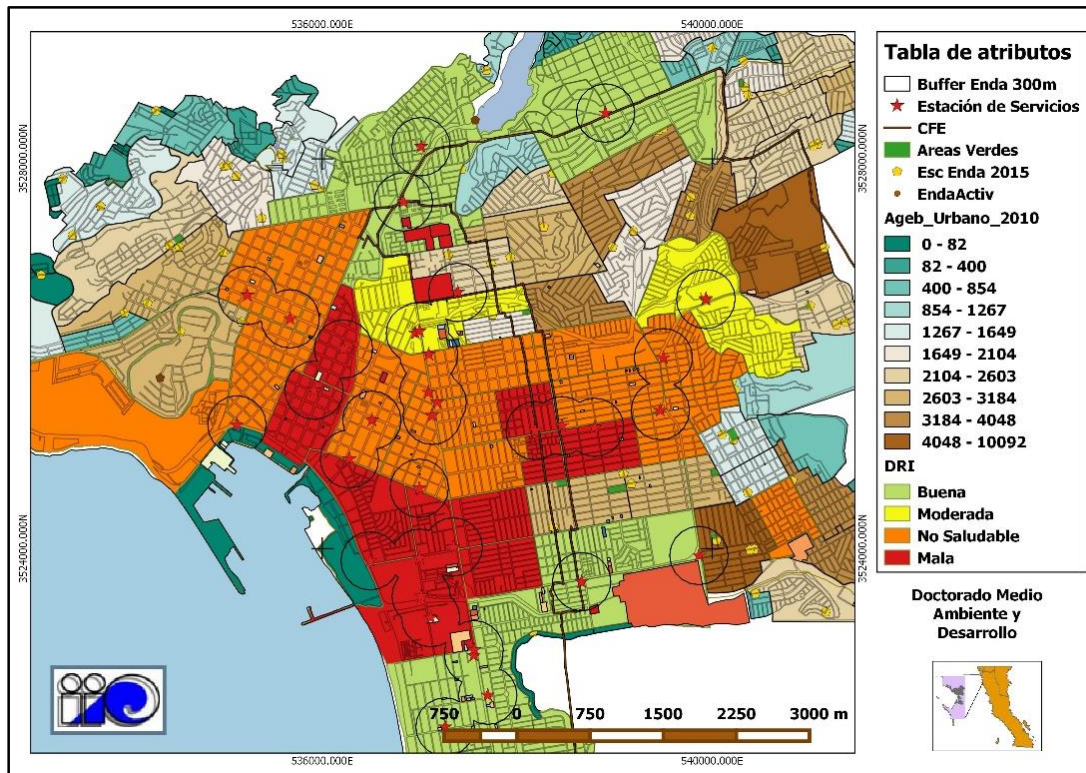 536000.000E
540000.000E
3528000.000N
3524000.000N
3528000.000N
3524000.000N
750 0 750 1500 2250 3000 m
536000.000E
540000.000E
Tabla de atributos
Buffer Enda 300m
Estación de Servicios
CFE
Areas Verdes
Esc Enda 2015
EndaActiv
Ageb_Urbano_2010
0 - 82
82 - 400
400 - 854
854 - 1267
1267 - 1649
1649 - 2104
2104 - 2603
2603 - 3184
3184 - 4048
4048 - 10092
DRI
Buena
Moderada
No Saludable
Mala
Doctorado Medio
Ambiente y
Desarrollo
iio